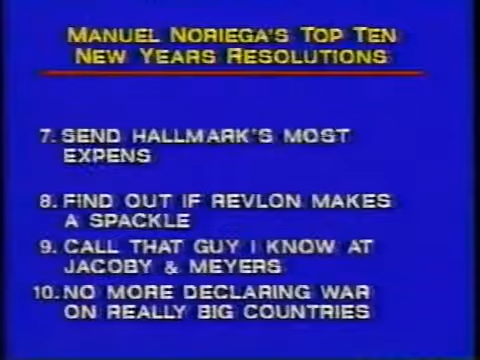 MANUEL NORIEGA'S TOP TEN
NEW YEARS RESOLUTIONS
7. SEND HALLMARK'S MOST
EXPENS
8. FIND OUT IF REVLON MAKES
A SPACKLE
9. CALL THAT GUY I KNOW AT
JACOBY & MEYERS
10. NO MORE DECLARING WAR
ON REALLY BIG COUNTRIES